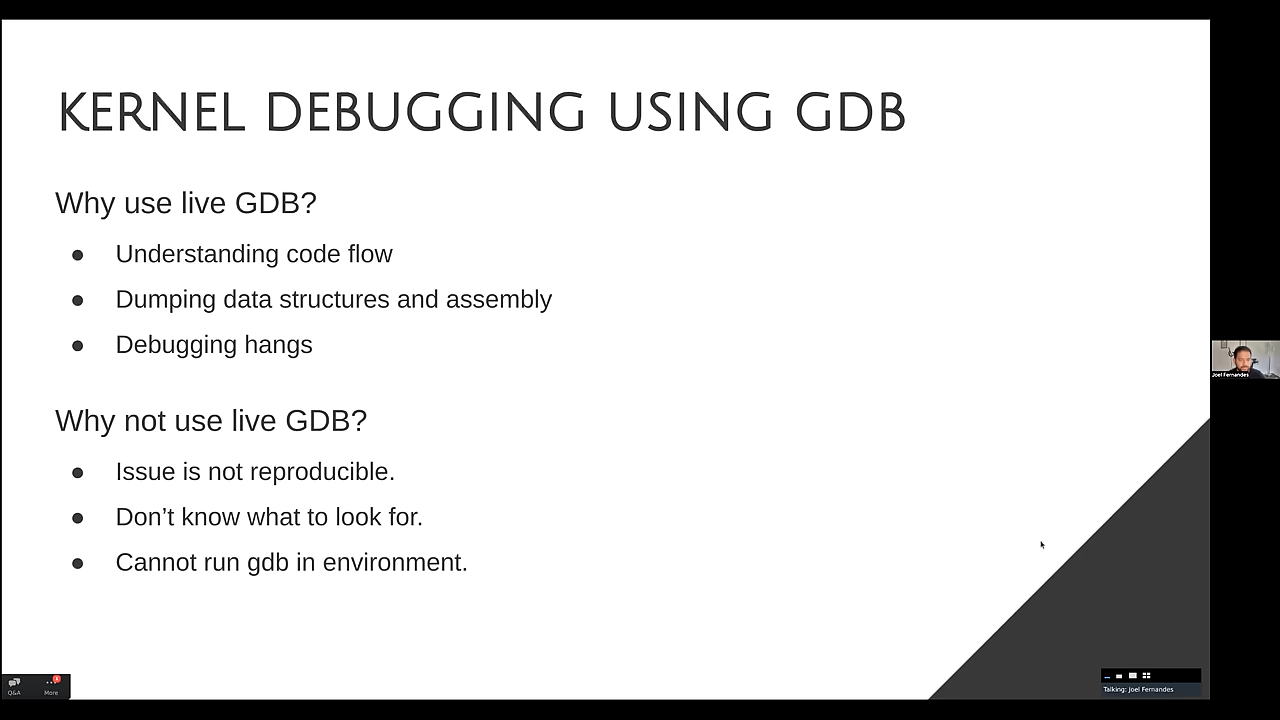 KERNEL DEBUGGING USING GDB
Why use live GDB?
● Understanding code flow
● Dumping data structures and assembly
● Debugging hangs
Why not use live GDB?
● Issue is not reproducible.
● Don’t know what to look for.
● Cannot run gdb in environment.
Joel Fernandes
Q&A
More
Talking: Joel Fernandes